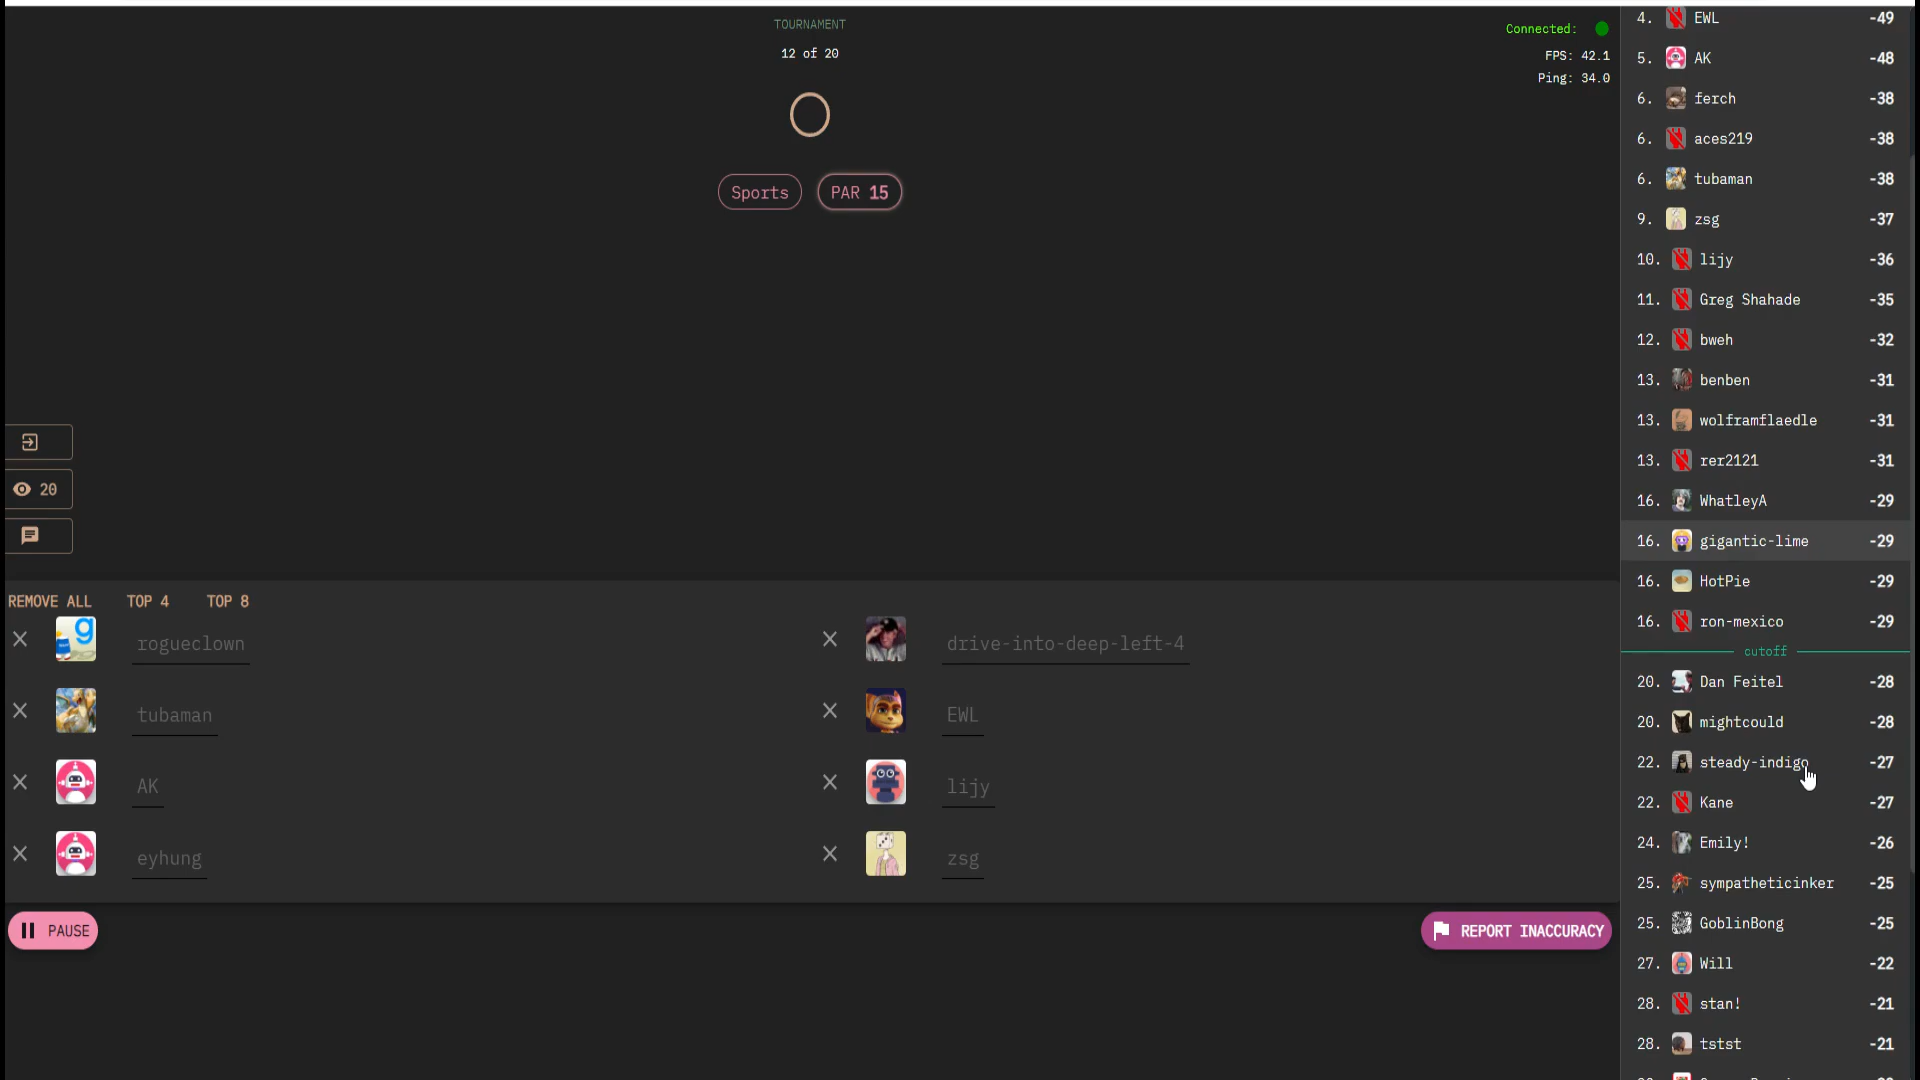 TOURNAMENT
12 of 20
Sports
PAR 15
Connected:
FPS: 42.1
Ping: 34.0
20
REMOVE ALL TOP 4 TOP 8
rogueclown
drive-into-deep-left-4
tubaman
EWL
AK
lijy
eyhung
zsg
PAUSE
REPORT INACCURACY
4. EWL -49
5. AK -48
6. ferch -38
6. aces219 -38
6. tubaman -38
9. zsg -37
10. lijy -36
11. Greg Shahade -35
12. bweh -32
13. benben -31
13. wolframflaedle -31
13. rer2121 -31
16. WhatleyA -29
16. gigantic-lime -29
16. HotPie -29
16. ron-mexico -29
cutoff
20. Dan Feitel -28
20. mightcould -28
22. steady-indigo -27
22. Kane -27
24. Emily! -26
25. sympatheticinker -25
25. GoblinBong -25
27. Will -22
28. stan! -21
28. tstst -21